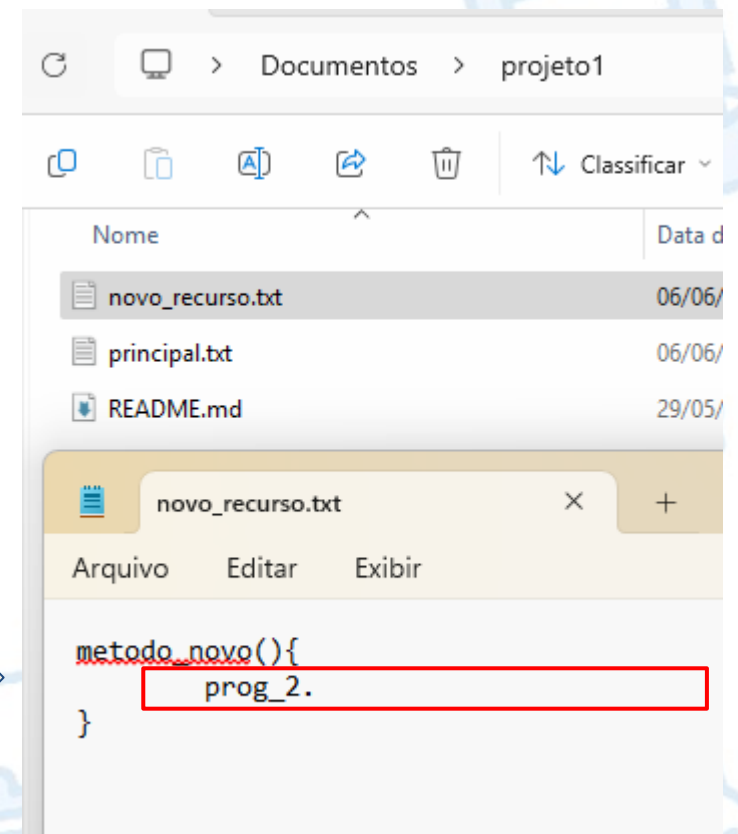 > Documentos > projeto1
Classificar
Nome
Data d
novo_recurso.txt
06/06/
principal.txt
06/06/
README.md
29/05/
novo_recurso.txt
Arquivo Editar Exibir
metodo_novo(){
prog_2.
}